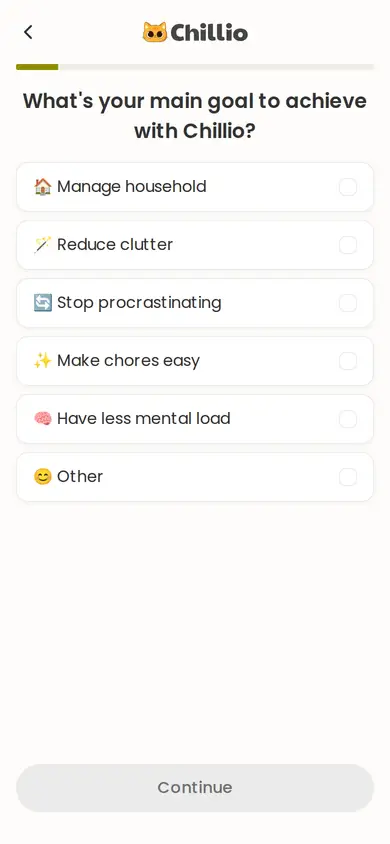 Chillio
What's your main goal to achieve
with Chillio?
🏠 Manage household
🪄 Reduce clutter
🔄 Stop procrastinating
✨ Make chores easy
🧠 Have less mental load
😊 Other
Continue